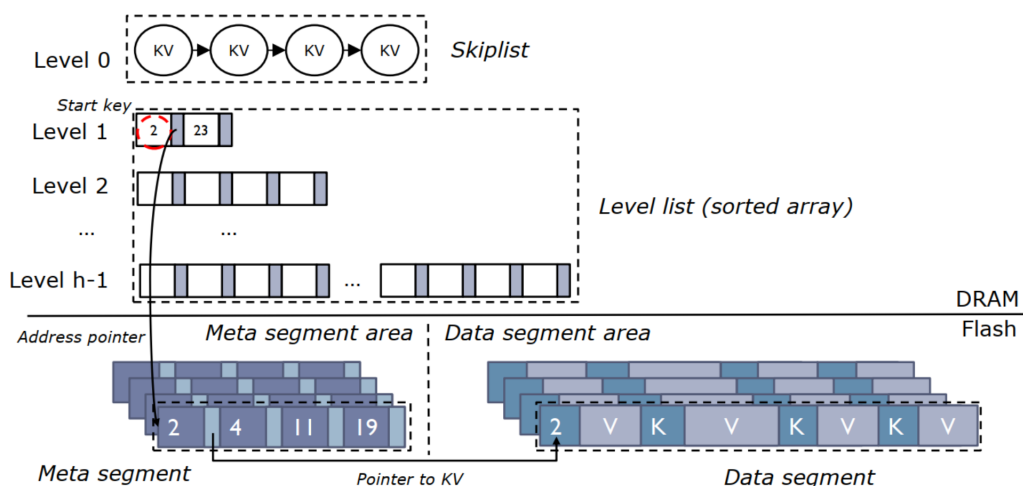 Level 0
KV KV KV KV
Skiplist
Start key
Level 1
2 23
Level 2
... ...
Level list (sorted array)
Level h-1
...
DRAM
Flash
Address pointer
Meta segment area
Data segment area
2 4 11 19
2 V K V K V K V
Meta segment
Pointer to KV
Data segment